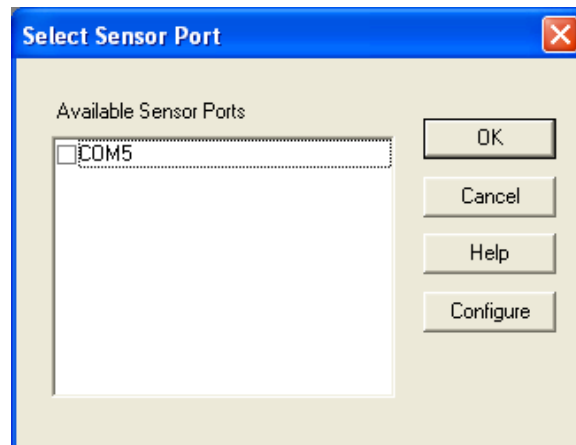 Select Sensor Port
Available Sensor Ports
COM5
OK
Cancel
Help
Configure